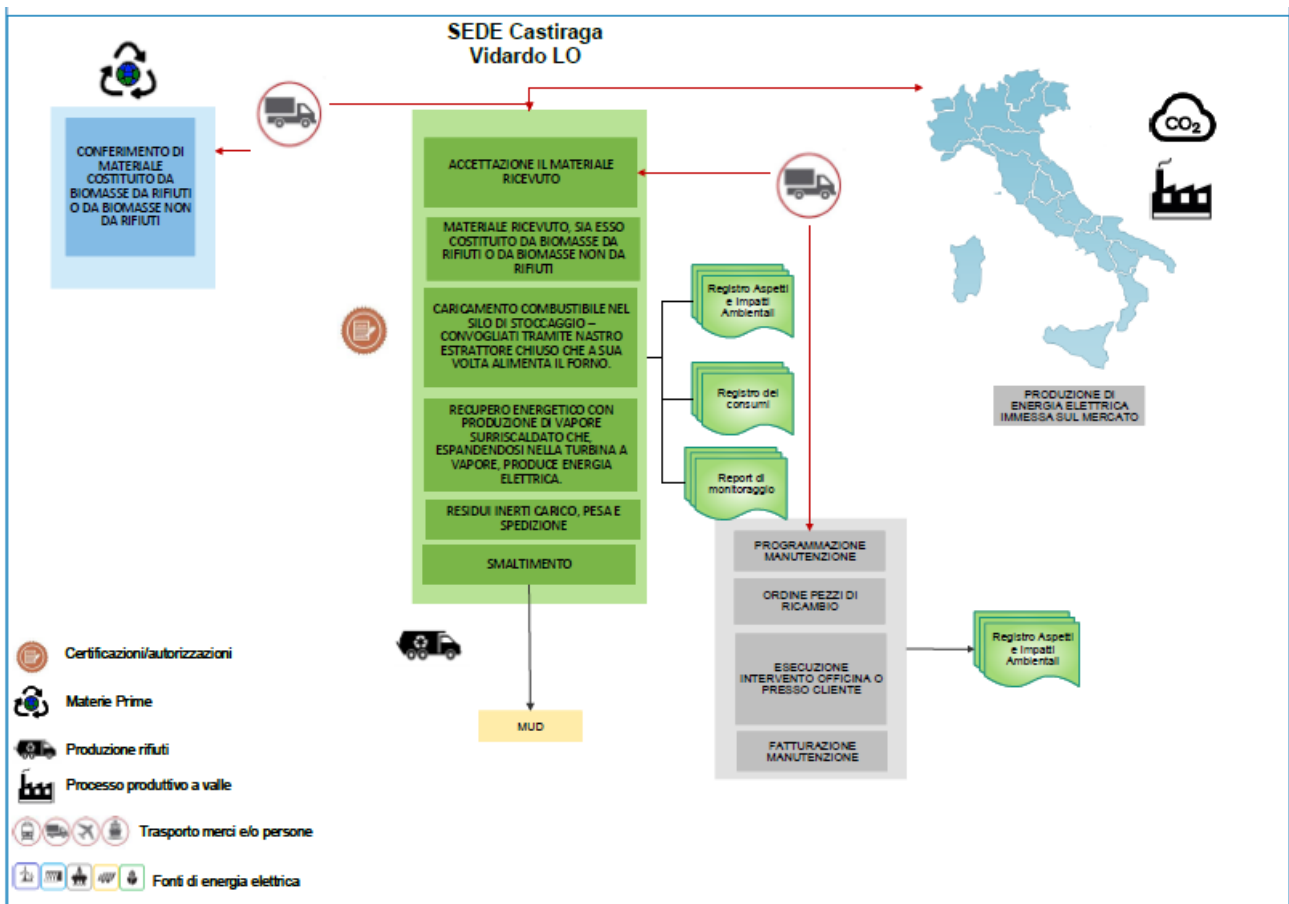 SEDE Castiraga
Vidardo LO
CONFERIMENTO DI
MATERIALE
COSTITUITO DA
BIOMASSE DA RIFIUTI
O DA BIOMASSE NON
DA RIFIUTI
ACCETTAZIONE IL MATERIALE
RICEVUTO
MATERIALE RICEVUTO, SIA ESSO
COSTITUITO DA BIOMASSE DA
RIFIUTI O DA BIOMASSE NON DA
RIFIUTI
CARICAMENTO COMBUSTIBILE NEL
SILO DI STOCCAGGIO –
CONVOGLIATI TRAMITE NASTRO
ESTRATTORE CHIUSO CHE A SUA
VOLTA ALIMENTA IL FORNO.
RECUPERO ENERGETICO CON
PRODUZIONE DI VAPORE
SURRISCALDATO CHE,
ESPANDENDOSI NELLA TURBINA A
VAPORE, PRODUCE ENERGIA
ELETTRICA.
RESIDUI INERTI CARICO, PESA E
SPEDIZIONE
SMALTIMENTO
MUD
Registro Aspetti
e Impatti
Ambientali
Registro dei
consumi
Report di
monitoraggio
CO2
PRODUZIONE DI
ENERGIA ELETTRICA
IMMESSA SUL MERCATO
PROGRAMMAZIONE
MANUTENZIONE
ORDINE PEZZI DI
RICAMBIO
ESECUZIONE
INTERVENTO OFFICINA O
PRESSO CLIENTE
FATTURAZIONE
MANUTENZIONE
Registro Aspetti
e Impatti
Ambientali
Certificazioni/autorizzazioni
Materie Prime
Produzione rifiuti
Processo produttivo a valle
Trasporto merci e/o persone
Fonti di energia elettrica